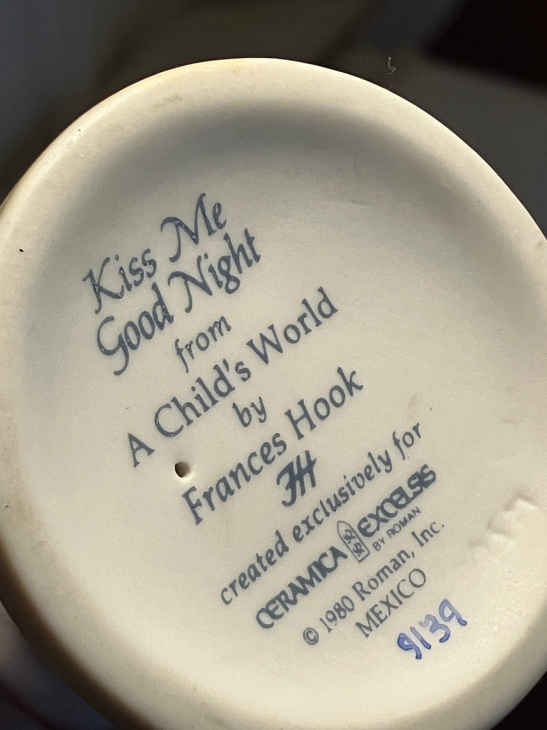 Kiss Me
Good Night
from
A Child's World
by
Frances Hook
FH
created exclusively for
CERAMICA EXCELSIS
BY ROMAN
© 1980 Roman, Inc.
MEXICO
9139